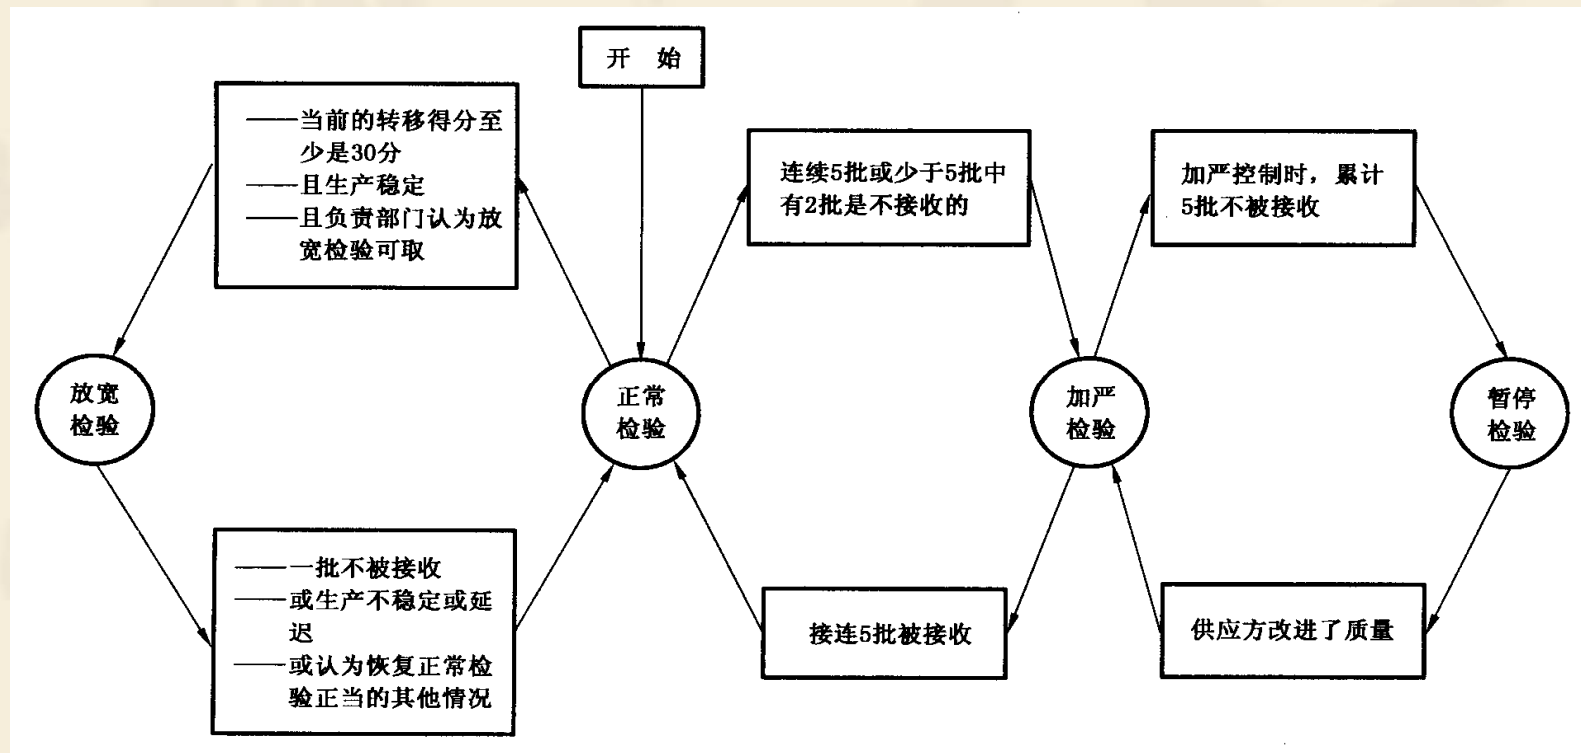 开 始
——当前的转移得分至
少是30分
——且生产稳定
——且负责部门认为放
宽检验可取
连续5批或少于5批中
有2批是不接收的
加严控制时，累计
5批不被接收
放宽
检验
正常
检验
加严
检验
暂停
检验
——一批不被接收
——或生产不稳定或延
迟
——或认为恢复正常检
验正当的其他情况
接连5批被接收
供应方改进了质量